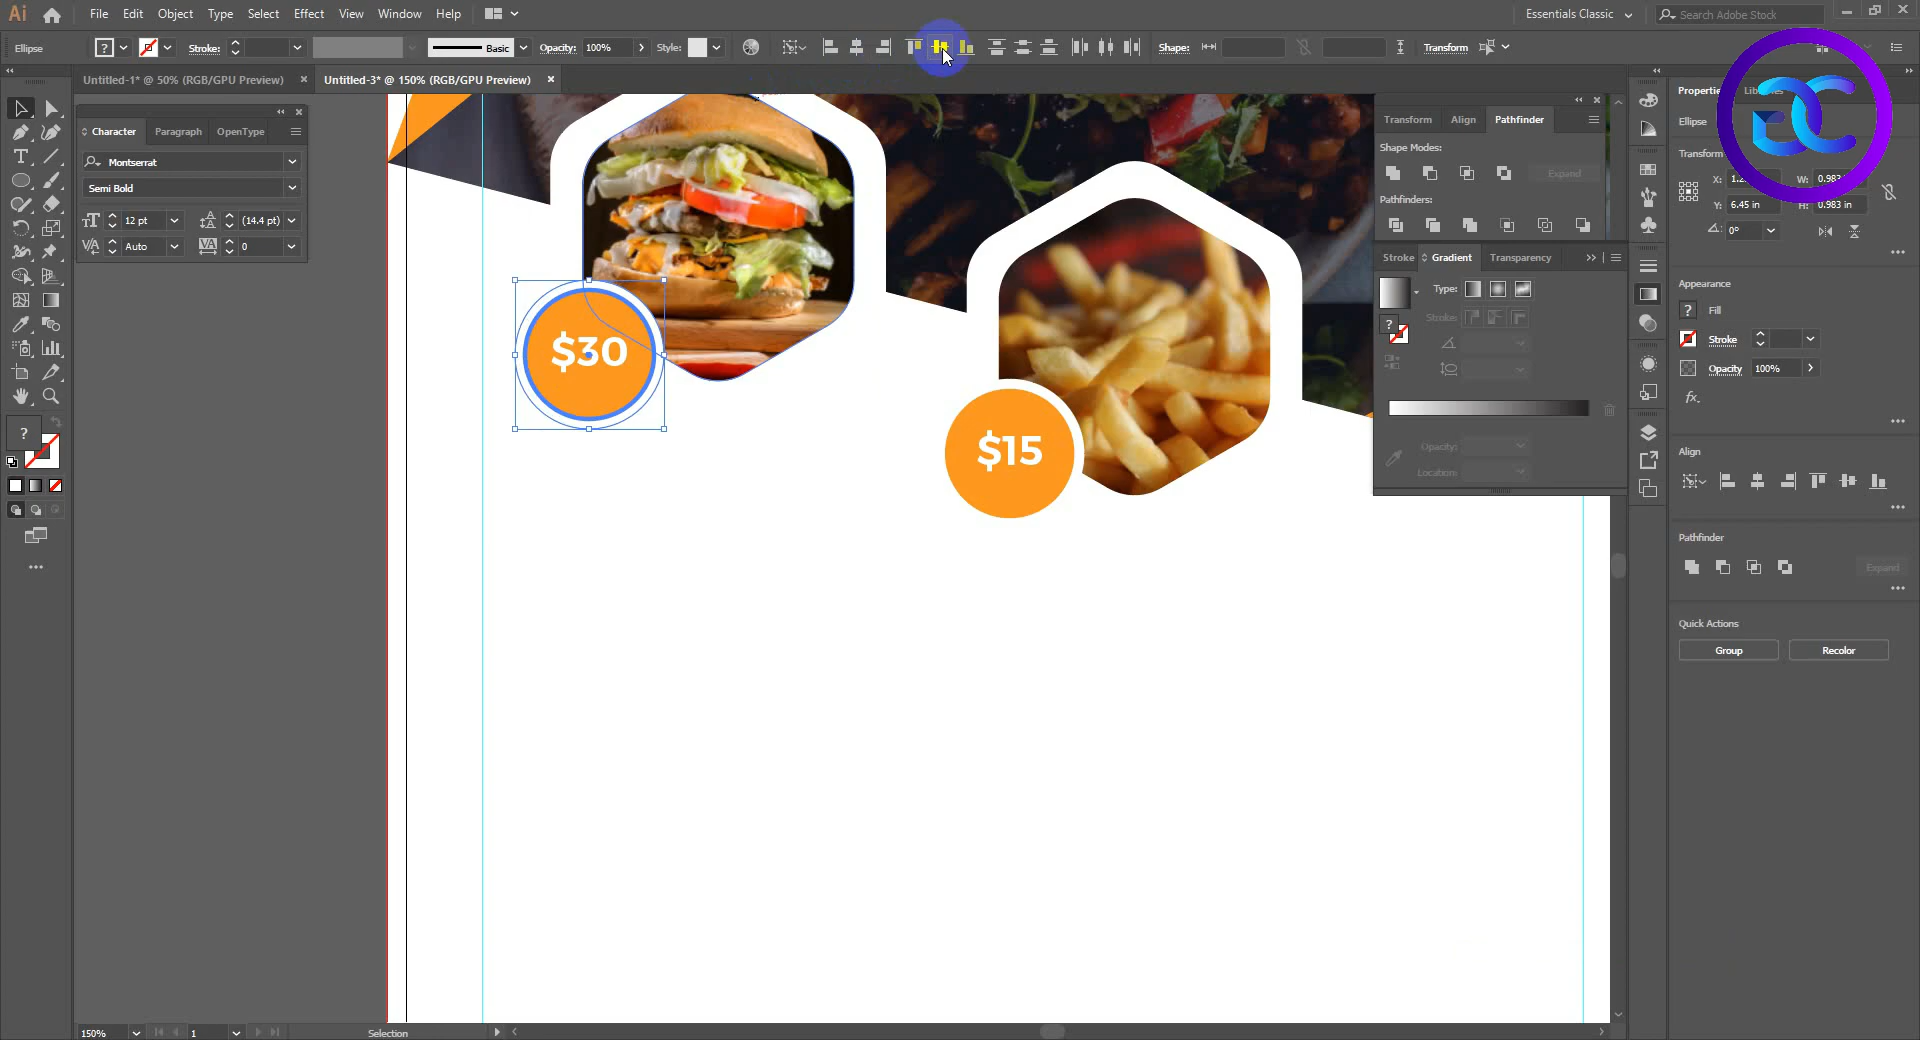 Ai File Edit Object Type Select Effect View Window Help Essentials Classic Search Adobe Stock
Ellipse ? Stroke: Basic Opacity: 100% Style: Shape: Transform
Untitled-1* @ 50% (RGB/GPU Preview) × Untitled-3* @ 150% (RGB/GPU Preview) ×
Character Paragraph OpenType
Montserrat
Semi Bold
12 pt (14.4 pt)
Auto 0
$30
$15
Transform Align Pathfinder
Shape Modes:
Expand
Pathfinders:
Stroke Gradient Transparency
Type:
Stroke:
?
Opacity:
Location:
Properties
Ellipse
Transform
X: W: 0.983 in
Y: 6.45 in H: 0.983 in
0°
Appearance
? Fill
Stroke
Opacity 100%
fx.
Align
Pathfinder
Expand
Quick Actions
Group Recolor
?
150% 1 Selection